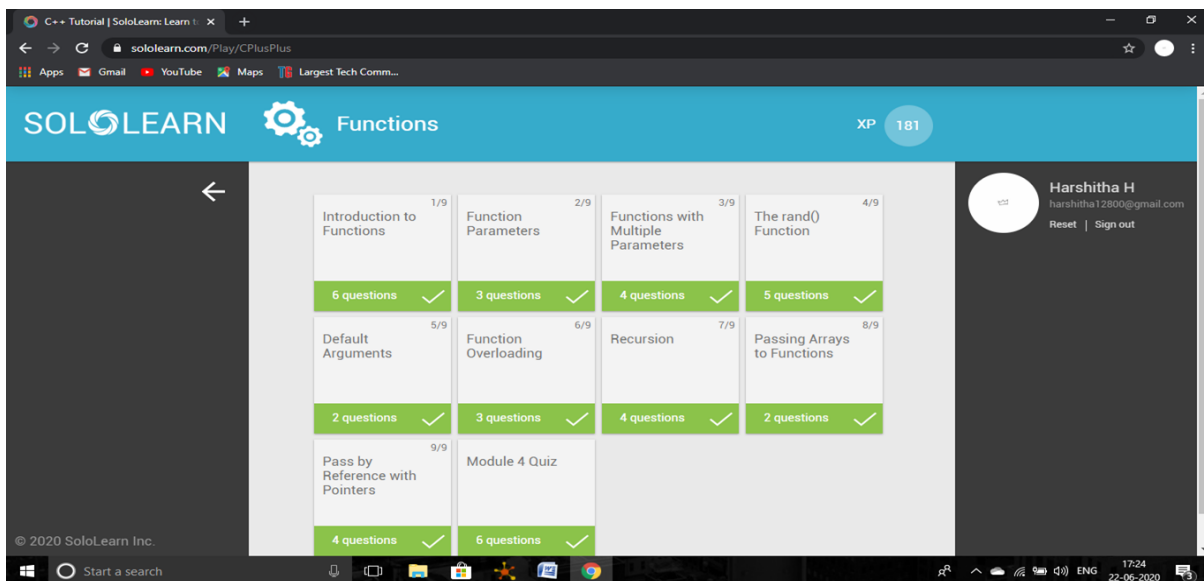 C++ Tutorial | SoloLearn: Learn t
sololearn.com/Play/CPlusPlus
Apps Gmail YouTube Maps Largest Tech Comm...
SOLOLEARN Functions XP 181
Harshitha H
harshitha12800@gmail.com
Reset | Sign out
1/9
Introduction to
Functions
6 questions
2/9
Function
Parameters
3 questions
3/9
Functions with
Multiple
Parameters
4 questions
4/9
The rand()
Function
5 questions
5/9
Default
Arguments
2 questions
6/9
Function
Overloading
3 questions
7/9
Recursion
4 questions
8/9
Passing Arrays
to Functions
2 questions
9/9
Pass by
Reference with
Pointers
4 questions
Module 4 Quiz
6 questions
© 2020 SoloLearn Inc.
Start a search
ENG
17:24
22-06-2020